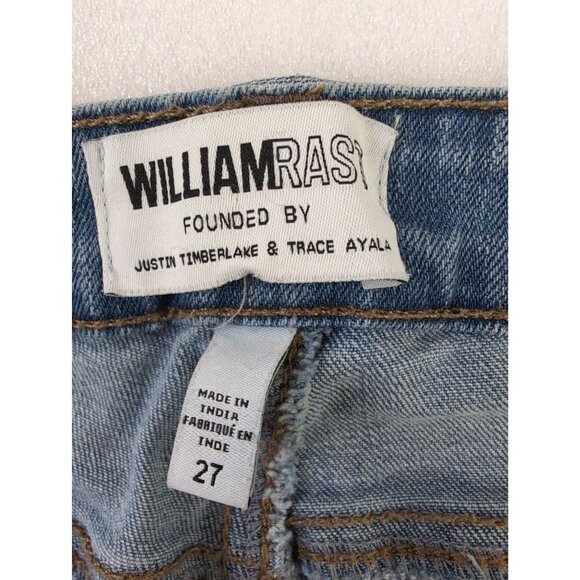 WILLIAMRAST
FOUNDED BY
JUSTIN TIMBERLAKE & TRACE AYALA
MADE IN
INDIA
FABRIQUÉ EN
INDE
27